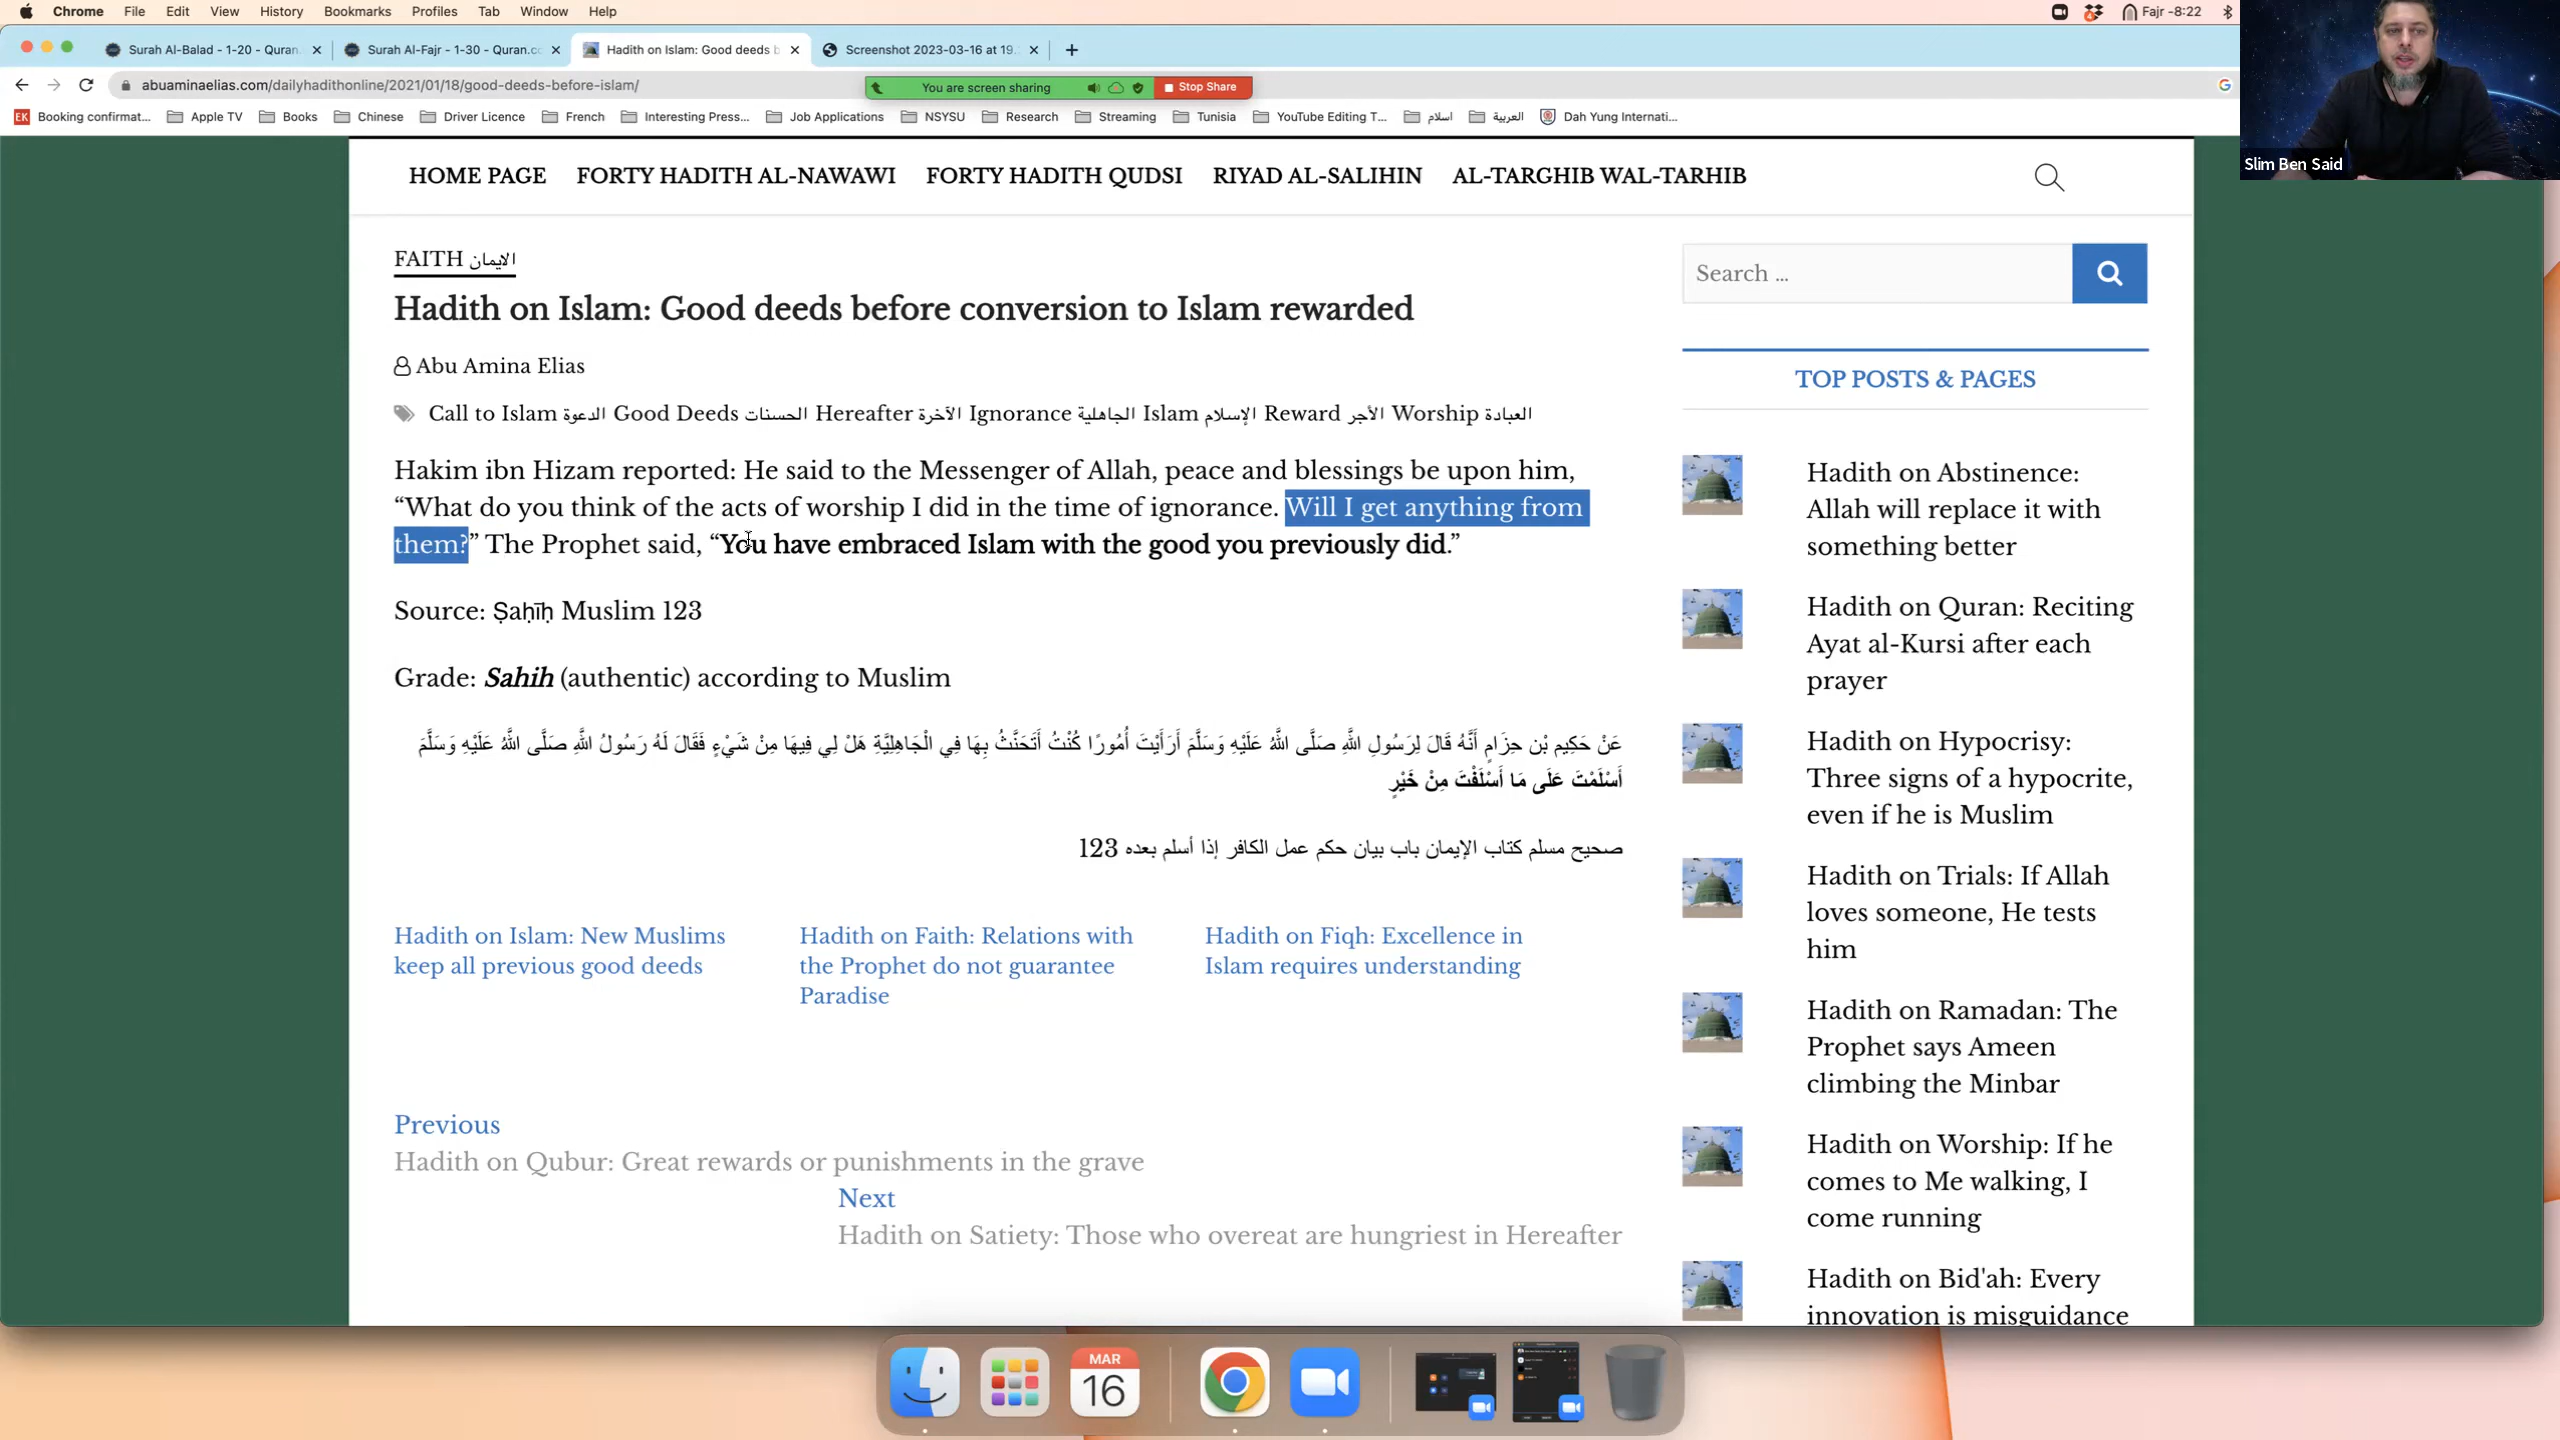 Chrome File Edit View History Bookmarks Profiles Tab Window Help
Fajr -8:22
Surah Al-Balad - 1-20 - Quran. Surah Al-Fajr - 1-30 - Quran.co Hadith on Islam: Good deeds b Screenshot 2023-03-16 at 19.
abuaminaelias.com/dailyhadithonline/2021/01/18/good-deeds-before-islam/
You are screen sharing Stop Share
EK Booking confirmat... Apple TV Books Chinese Driver Licence French Interesting Press... Job Applications NSYSU Research Streaming Tunisia YouTube Editing T... اسلام العربية Dah Yung Internati...
Slim Ben Said
HOME PAGE FORTY HADITH AL-NAWAWI FORTY HADITH QUDSI RIYAD AL-SALIHIN AL-TARGHIB WAL-TARHIB
FAITH الايمان
Hadith on Islam: Good deeds before conversion to Islam rewarded
Abu Amina Elias
Call to Islam الدعوة Good Deeds الحسنات Hereafter الآخرة Ignorance الجاهلية Islam الإسلام Reward الأجر Worship العبادة
Hakim ibn Hizam reported: He said to the Messenger of Allah, peace and blessings be upon him,
“What do you think of the acts of worship I did in the time of ignorance. Will I get anything from
them?” The Prophet said, “You have embraced Islam with the good you previously did.”
Source: Ṣaḥīḥ Muslim 123
Grade: Sahih (authentic) according to Muslim
عَنْ حَكِيم بْن حِزَامٍ أَنَّهُ قَالَ لِرَسُولِ اللَّهِ صَلَّى اللَّهُ عَلَيْهِ وَسَلَّمَ أَرَأَيْتَ أُمُورًا كُنْتُ أَتَحَنَّثُ بِهَا فِي الْجَاهِلِيَّةِ هَلْ لِي فِيهَا مِنْ شَيْءٍ فَقَالَ لَهُ رَسُولُ اللَّهِ صَلَّى اللَّهُ عَلَيْهِ وَسَلَّمَ
أَسْلَمْتَ عَلَى مَا أَسْلَفْتَ مِنْ خَيْرٍ
صحيح مسلم كتاب الإيمان باب بيان حكم عمل الكافر إذا أسلم بعده 123
Hadith on Islam: New Muslims
keep all previous good deeds
Hadith on Faith: Relations with
the Prophet do not guarantee
Paradise
Hadith on Fiqh: Excellence in
Islam requires understanding
Previous
Hadith on Qubur: Great rewards or punishments in the grave
Next
Hadith on Satiety: Those who overeat are hungriest in Hereafter
Search ...
TOP POSTS & PAGES
Hadith on Abstinence:
Allah will replace it with
something better
Hadith on Quran: Reciting
Ayat al-Kursi after each
prayer
Hadith on Hypocrisy:
Three signs of a hypocrite,
even if he is Muslim
Hadith on Trials: If Allah
loves someone, He tests
him
Hadith on Ramadan: The
Prophet says Ameen
climbing the Minbar
Hadith on Worship: If he
comes to Me walking, I
come running
Hadith on Bid'ah: Every
innovation is misguidance
MAR
16